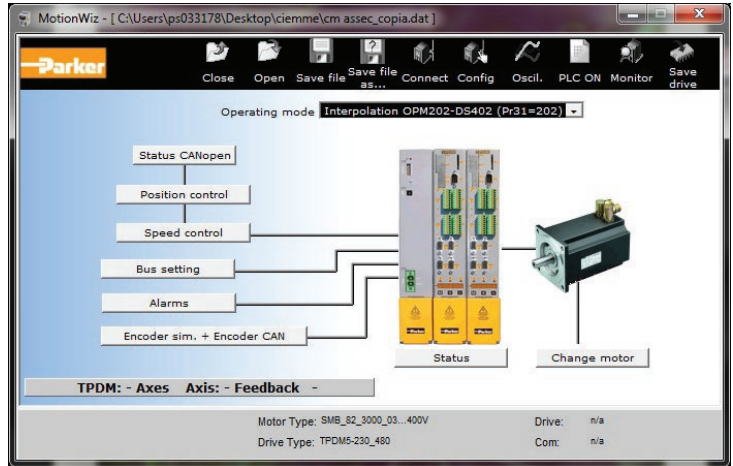 MotionWiz - [ C:\Users\ps033178\Desktop\ciemme\cm assec_copia.dat ]
Parker
Close Open Save file Save file as... Connect Config Oscil. PLC ON Monitor Save drive
Operating mode Interpolation OPM202-DS402 (Pr31=202)
Status CANopen
Position control
Speed control
Bus setting
Alarms
Encoder sim. + Encoder CAN
Status
Change motor
TPDM: - Axes Axis: - Feedback -
Motor Type: SMB_82_3000_03...400V Drive: n/a
Drive Type: TPDM5-230_480 Com: n/a